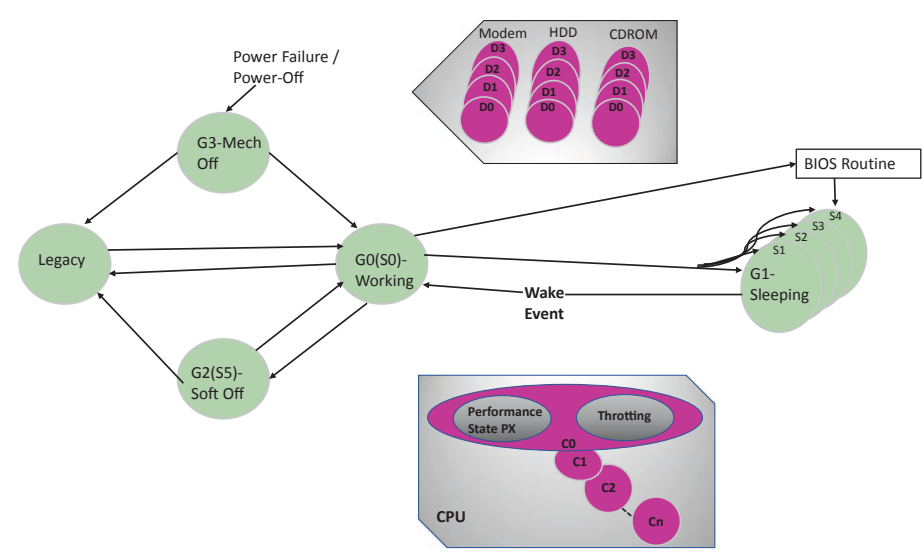 Modem
HDD
CDROM
D3
D2
D1
D0
D3
D2
D1
D0
D3
D2
D1
D0
Power Failure /
Power-Off
G3-Mech
Off
BIOS Routine
Legacy
G0(S0)-
Working
Wake
Event
S4
S3
S2
S1
G1-
Sleeping
G2(S5)-
Soft Off
Performance
State PX
Throtting
C0
C1
C2
Cn
CPU